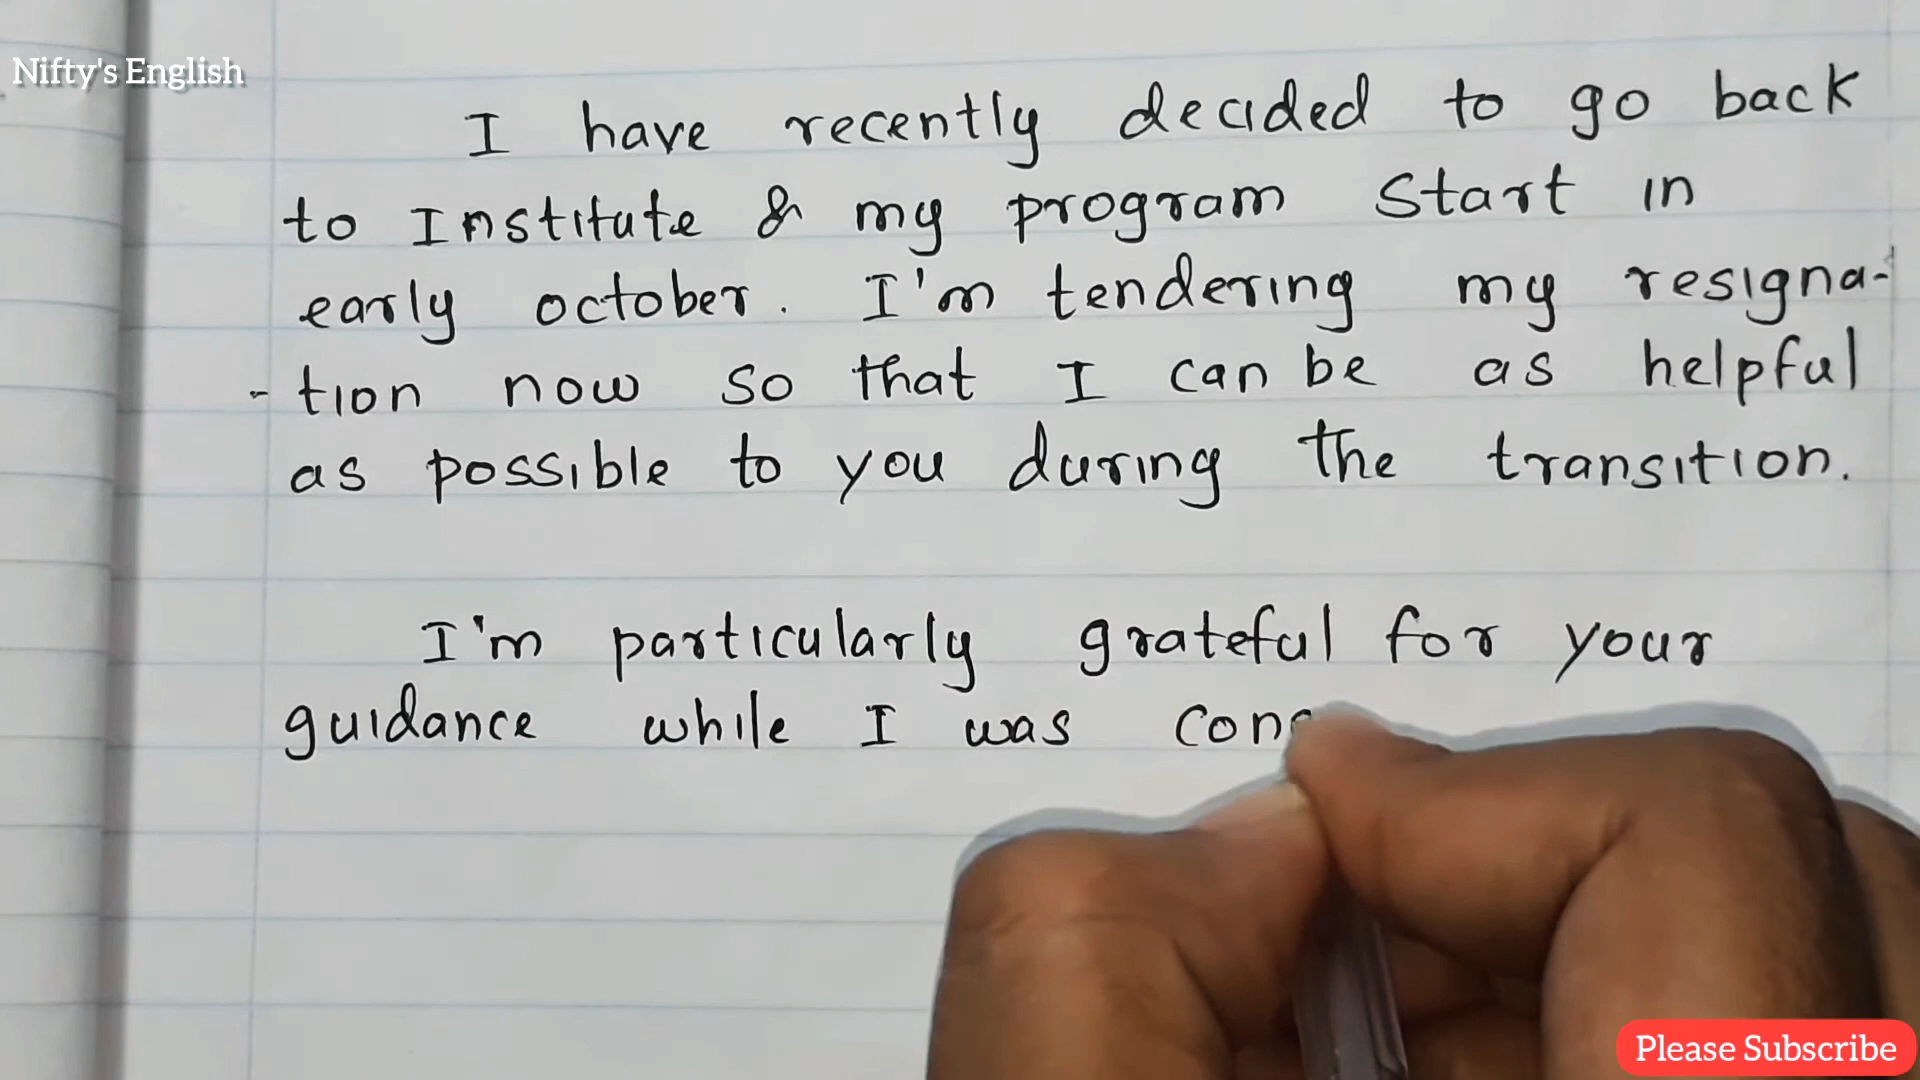 Nifty's English
I have recently decided to go back
to Institute & my program Start in
early october. I'm tendering my resigna-
-tion now so that I can be as helpful
as possible to you during the transition.
I'm particularly grateful for your
guidance while I was
Please Subscribe